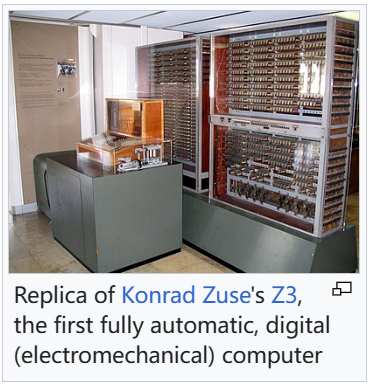 Replica of Konrad Zuse's Z3,
the first fully automatic, digital
(electromechanical) computer